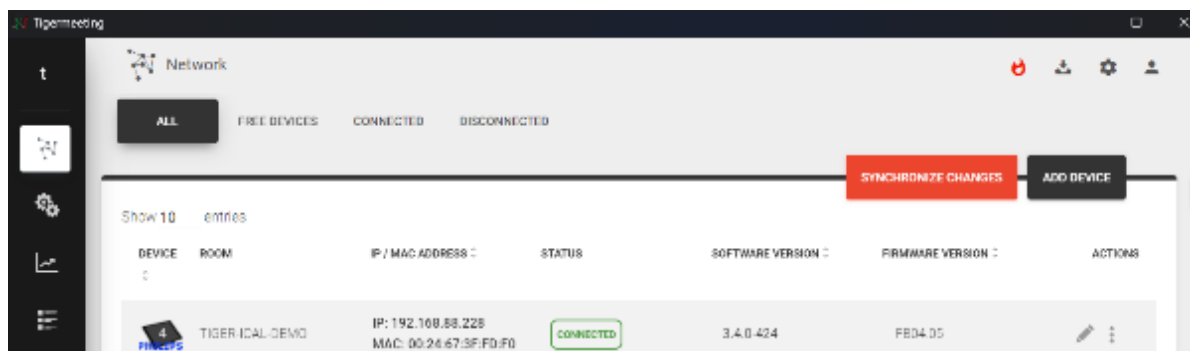 Tigermeeting
t
Network
ALL FREE DEVICES CONNECTED DISCONNECTED
SYNCHRONIZE CHANGES ADD DEVICE
Show 10 entries
DEVICE ROOM IP / MAC ADDRESS STATUS SOFTWARE VERSION FIRMWARE VERSION ACTIONS
4
PHILIPS
TIGER-ICAL-DEMO
IP: 192.168.88.228
MAC: 00:24:67:3F:FD:F0
CONNECTED
3.4.0-424
FB04.05